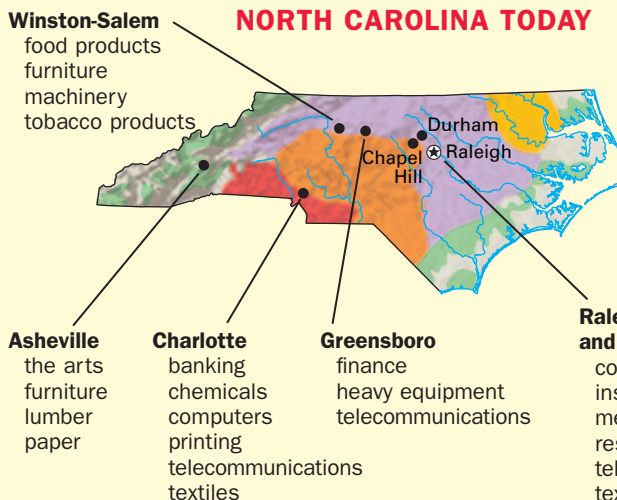 NORTH CAROLINA TODAY
Winston-Salem
food products
furniture
machinery
tobacco products
Durham
Chapel
Hill
Raleigh
Asheville
the arts
furniture
lumber
paper
Charlotte
banking
chemicals
computers
printing
telecommunications
textiles
Greensboro
finance
heavy equipment
telecommunications
and